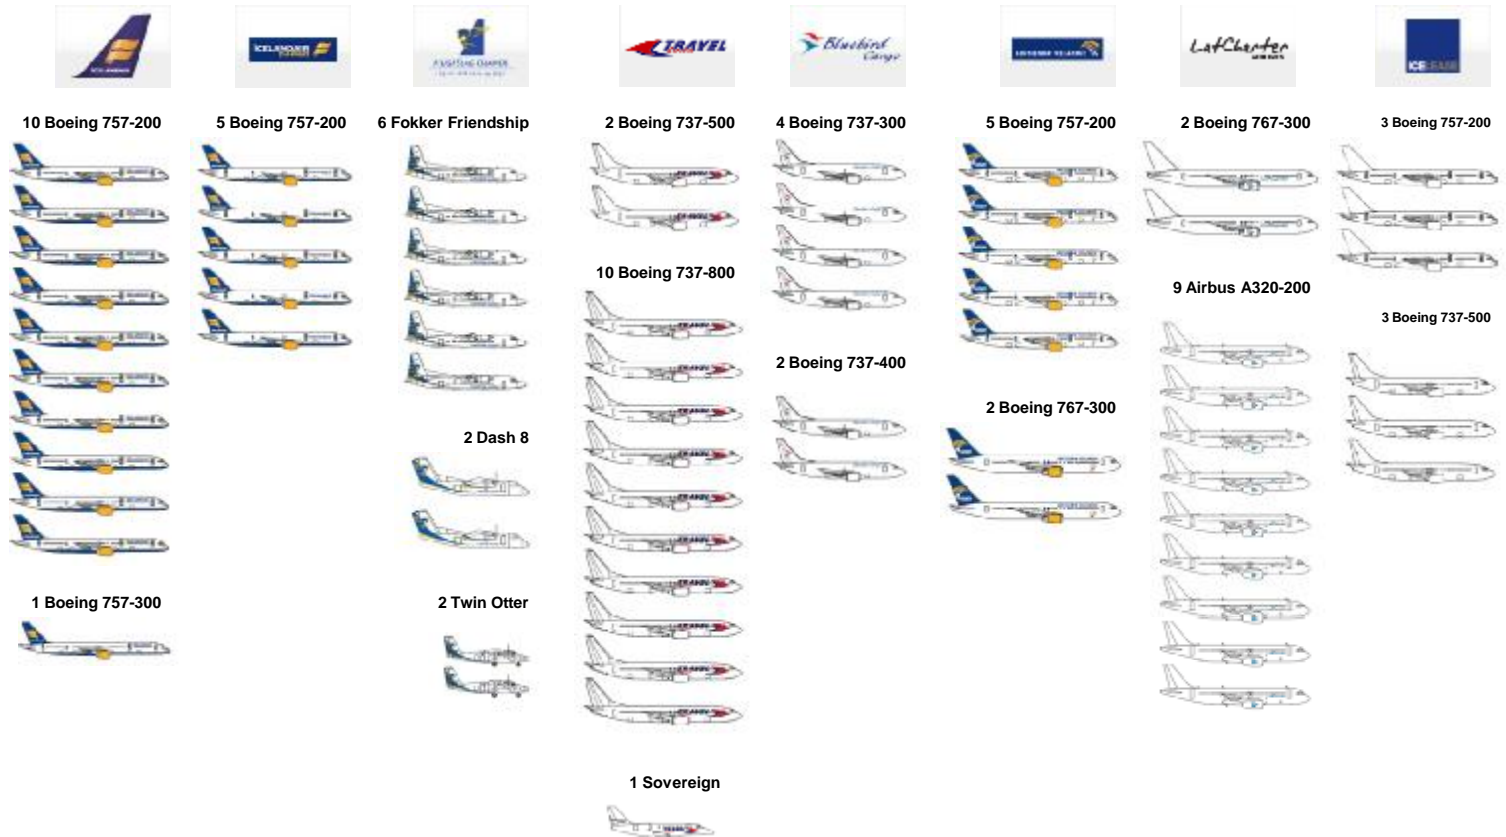 ICELANDAIR
TRAVEL
Bluebird
Cargo
LatCharter
AIRLINES
ICELEASE
10 Boeing 757-200
5 Boeing 757-200
6 Fokker Friendship
2 Boeing 737-500
4 Boeing 737-300
5 Boeing 757-200
2 Boeing 767-300
3 Boeing 757-200
10 Boeing 737-800
9 Airbus A320-200
3 Boeing 737-500
2 Boeing 737-400
2 Boeing 767-300
2 Dash 8
1 Boeing 757-300
2 Twin Otter
1 Sovereign